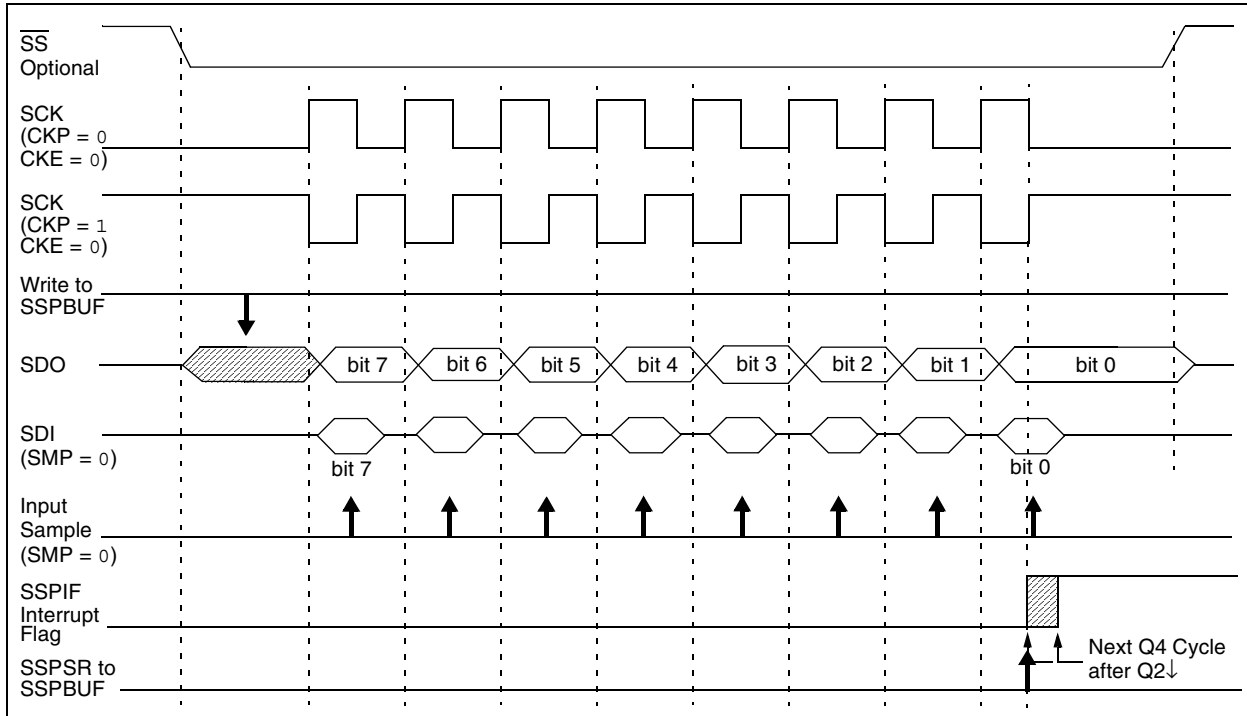 SS
Optional
SCK
(CKP = 0
CKE = 0)
SCK
(CKP = 1
CKE = 0)
Write to
SSPBUF
SDO
bit 7
bit 6
bit 5
bit 4
bit 3
bit 2
bit 1
bit 0
SDI
(SMP = 0)
bit 7
bit 0
Input
Sample
(SMP = 0)
SSPIF
Interrupt
Flag
Next Q4 Cycle
after Q2↓
SSPSR to
SSPBUF